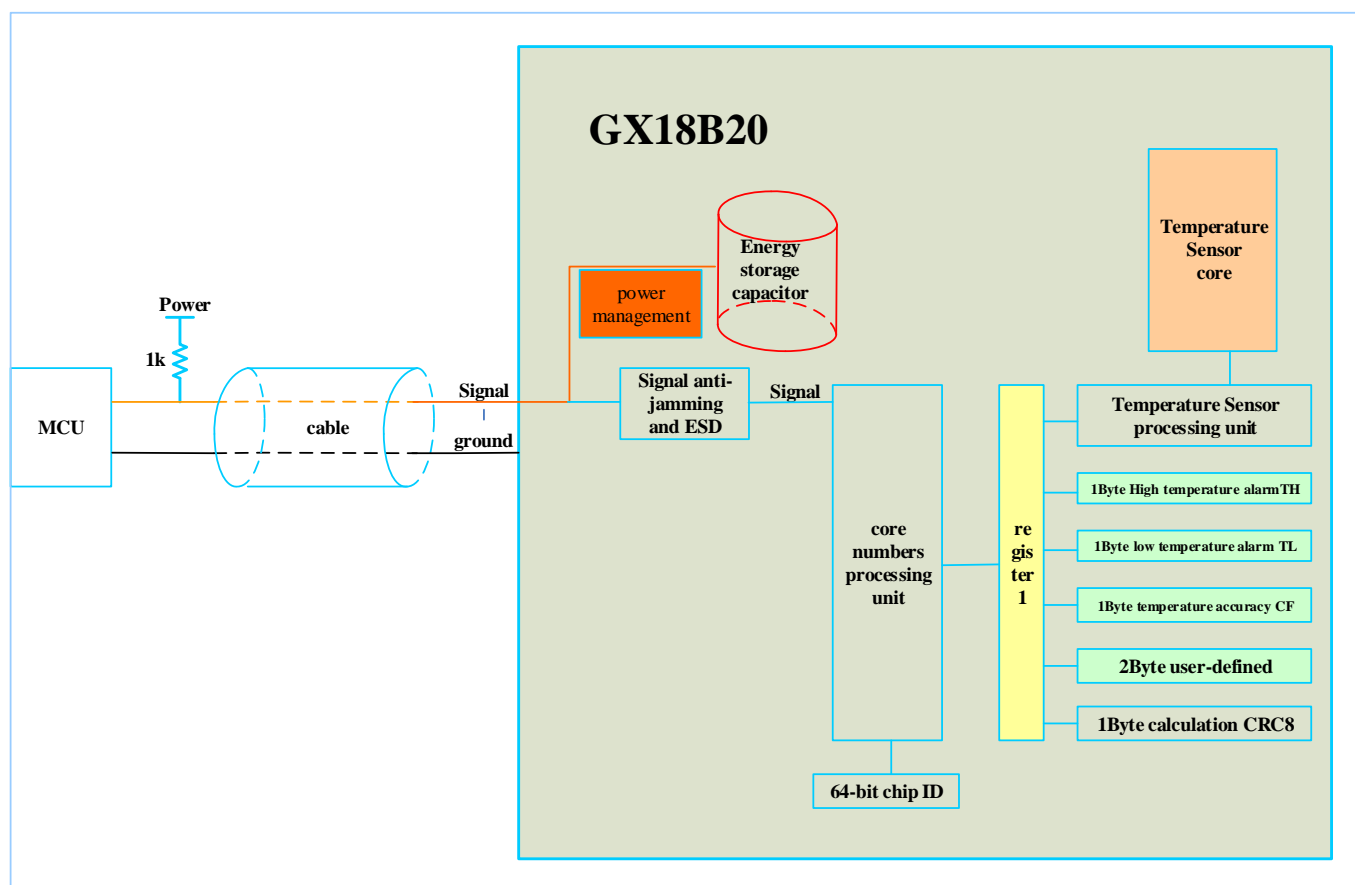 GX18B20
Temperature
Sensor
core
Energy
storage
capacitor
power
management
Power
1k
MCU
cable
Signal
ground
Signal anti-
jamming
and ESD
Signal
Temperature Sensor
processing unit
1Byte High temperature alarmTH
1Byte low temperature alarm TL
1Byte temperature accuracy CF
2Byte user-defined
1Byte calculation CRC8
core
numbers
processing
unit
re
gis
ter
1
64-bit chip ID